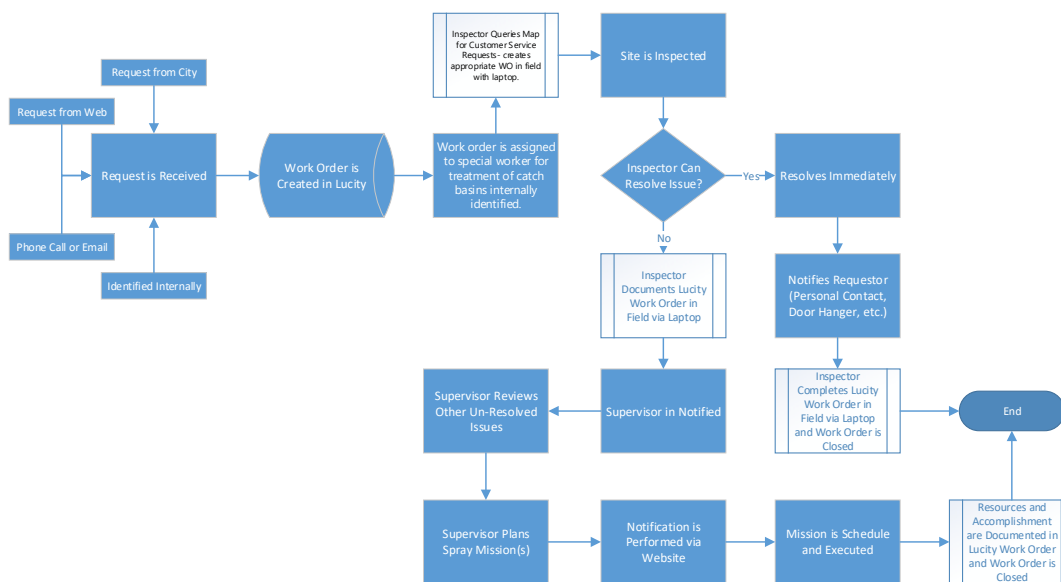 Inspector Queries Map
for Customer Service
Requests- creates
appropriate WO in field
with laptop.
Site is Inspected
Request from City
Request from Web
Request is Received
Work Order is
Created in Lucity
Work order is assigned
to special worker for
treatment of catch
basins internally
identified.
Inspector Can
Resolve Issue?
Yes
Resolves Immediately
Phone Call or Email
Identified Internally
No
Inspector
Documents Lucity
Work Order in
Field via Laptop
Notifies Requestor
(Personal Contact,
Door Hanger, etc.)
Supervisor Reviews
Other Un-Resolved
Issues
Supervisor in Notified
Inspector
Completes Lucity
Work Order in
Field via Laptop
and Work Order is
Closed
End
Supervisor Plans
Spray Mission(s)
Notification is
Performed via
Website
Mission is Schedule
and Executed
Resources and
Accomplishment
are Documented in
Lucity Work Order
and Work Order is
Closed